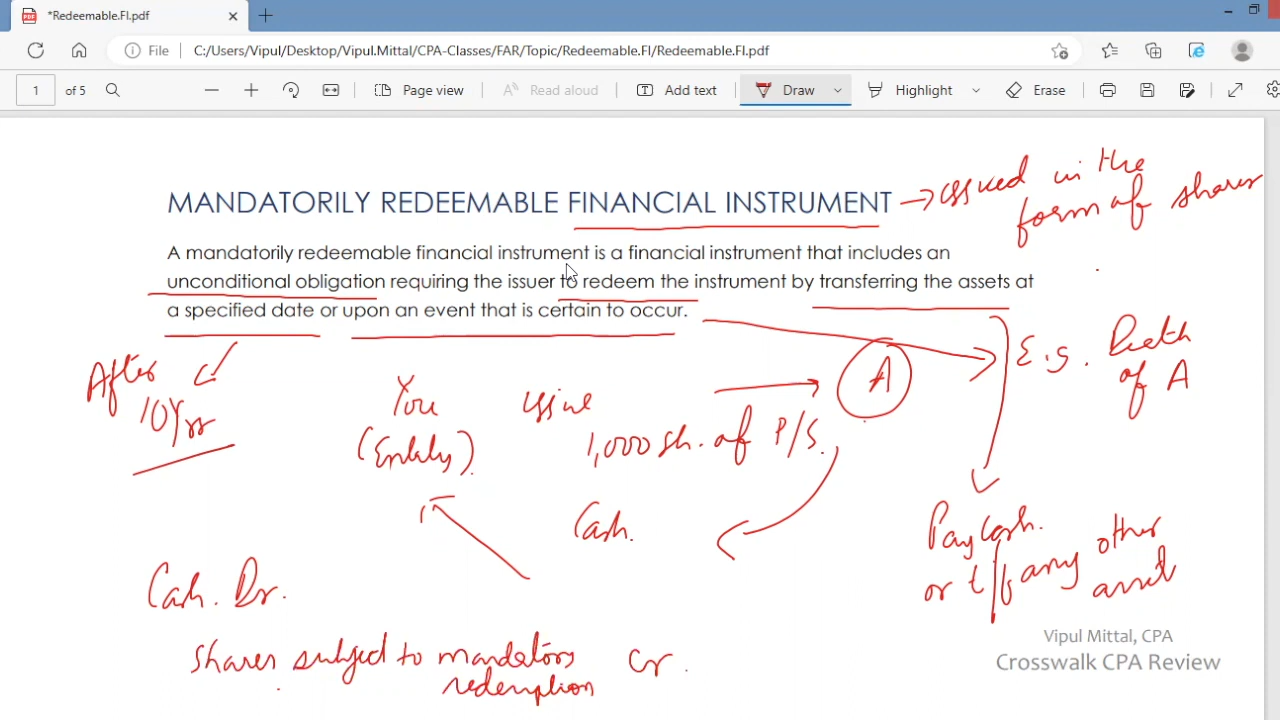 *Redeemable.FI.pdf
File C:/Users/Vipul/Desktop/Vipul.Mittal/CPA-Classes/FAR/Topic/Redeemable.FI/Redeemable.FI.pdf
1 of 5 Page view Read aloud Add text Draw Highlight Erase
MANDATORILY REDEEMABLE FINANCIAL INSTRUMENT
issued in the
form of shares
A mandatorily redeemable financial instrument is a financial instrument that includes an
unconditional obligation requiring the issuer to redeem the instrument by transferring the assets at
a specified date or upon an event that is certain to occur.
E.g. Death
of A
After
10Yrs
You
(Entity)
issue
1,000 sh. of P/S.
A
Cash.
Pay Cash.
or t/f any other
asset
Cash. Dr.
Shares subject to mandatory
redemption
Cr.
Vipul Mittal, CPA
Crosswalk CPA Review